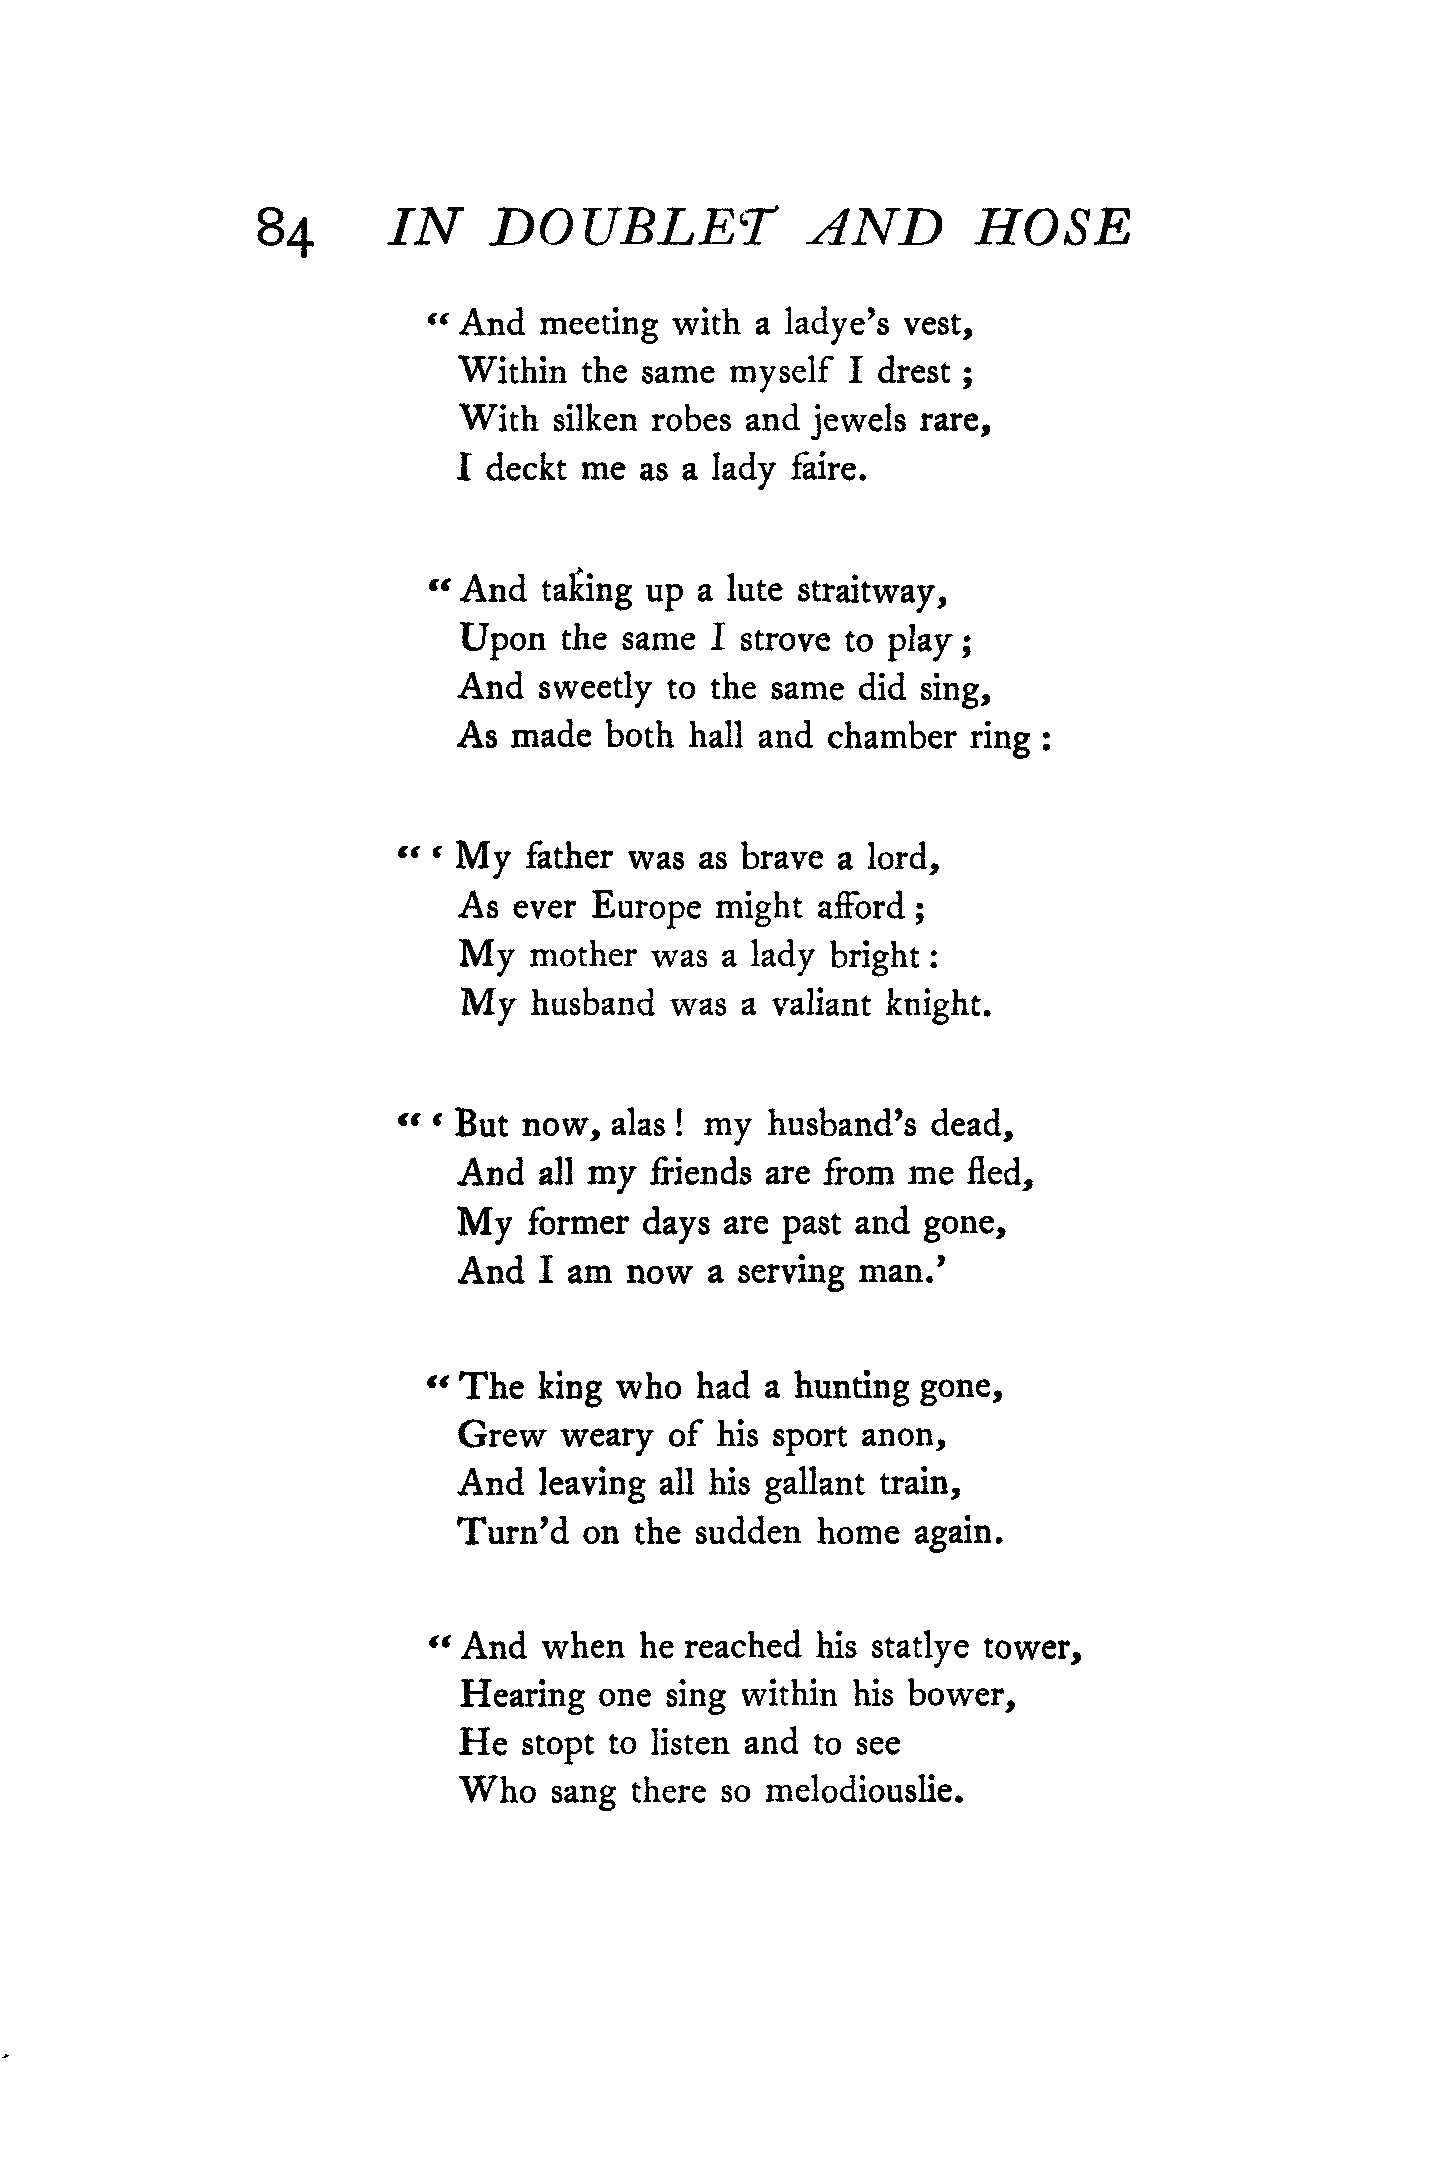 84 IN DOUBLET AND HOSE
“ And meeting with a ladye’s vest,
Within the same myself I drest ;
With silken robes and jewels rare,
I deckt me as a lady faire.
“ And taking up a lute straitway,
Upon the same I strove to play ;
And sweetly to the same did sing,
As made both hall and chamber ring :
“ ‘ My father was as brave a lord,
As ever Europe might afford ;
My mother was a lady bright :
My husband was a valiant knight.
“ ‘ But now, alas ! my husband’s dead,
And all my friends are from me fled,
My former days are past and gone,
And I am now a serving man.’
“ The king who had a hunting gone,
Grew weary of his sport anon,
And leaving all his gallant train,
Turn’d on the sudden home again.
“ And when he reached his statlye tower,
Hearing one sing within his bower,
He stopt to listen and to see
Who sang there so melodiouslie.